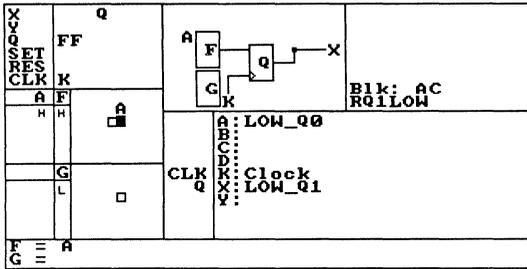 X Q
Y
Q FF
SET
RES
CLK K
A F
H H A
G
L
A F Q X
G K
Blk: AC
RQ1LOW
CLK
Q
A: LOW_Q0
B:
C:
D:
K: Clock
X: LOW_Q1
Y:
F = A
G =